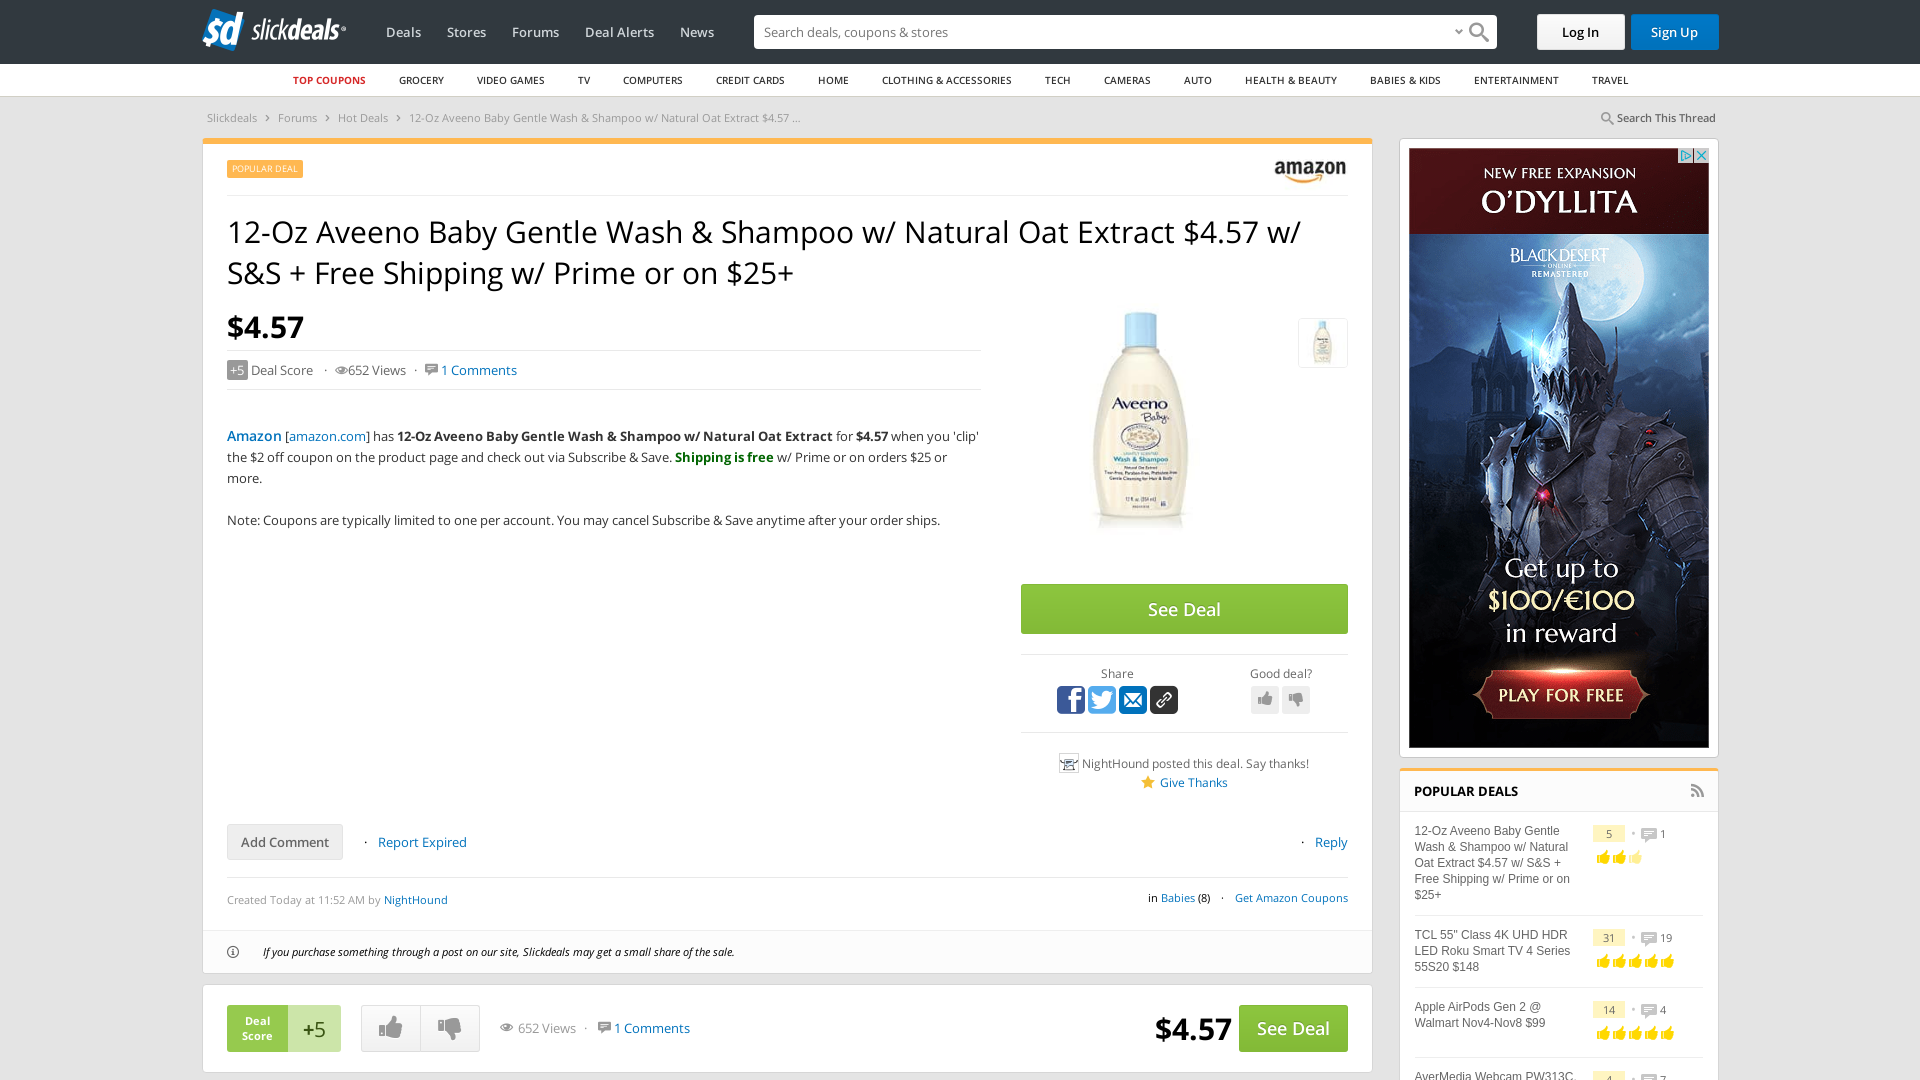 sd slickdeals
Deals Stores Forums Deal Alerts News
Search deals, coupons & stores
Log In
Sign Up
TOP COUPONS GROCERY VIDEO GAMES TV COMPUTERS CREDIT CARDS HOME CLOTHING & ACCESSORIES TECH CAMERAS AUTO HEALTH & BEAUTY BABIES & KIDS ENTERTAINMENT TRAVEL
Slickdeals › Forums › Hot Deals › 12-Oz Aveeno Baby Gentle Wash & Shampoo w/ Natural Oat Extract $4.57 ...
Search This Thread
POPULAR DEAL
amazon
12-Oz Aveeno Baby Gentle Wash & Shampoo w/ Natural Oat Extract $4.57 w/
S&S + Free Shipping w/ Prime or on $25+
$4.57
+5 Deal Score · 652 Views · 1 Comments
Amazon [amazon.com] has 12-Oz Aveeno Baby Gentle Wash & Shampoo w/ Natural Oat Extract for $4.57 when you 'clip'
the $2 off coupon on the product page and check out via Subscribe & Save. Shipping is free w/ Prime or on orders $25 or
more.
Note: Coupons are typically limited to one per account. You may cancel Subscribe & Save anytime after your order ships.
Aveeno
Baby
Wash & Shampoo
See Deal
Share
Good deal?
NightHound posted this deal. Say thanks!
Give Thanks
Add Comment · Report Expired
· Reply
Created Today at 11:52 AM by NightHound
in Babies (8) · Get Amazon Coupons
If you purchase something through a post on our site, Slickdeals may get a small share of the sale.
Deal
Score
+5
652 Views · 1 Comments
$4.57
See Deal
NEW FREE EXPANSION
O'DYLLITA
BLACK DESERT
ONLINE
REMASTERED
Get up to
$100/€100
in reward
PLAY FOR FREE
POPULAR DEALS
12-Oz Aveeno Baby Gentle
Wash & Shampoo w/ Natural
Oat Extract $4.57 w/ S&S +
Free Shipping w/ Prime or on
$25+
5 • 1
TCL 55" Class 4K UHD HDR
LED Roku Smart TV 4 Series
55S20 $148
31 • 19
Apple AirPods Gen 2 @
Walmart Nov4-Nov8 $99
14 • 4
AverMedia Webcam PW313C,
4 • 7